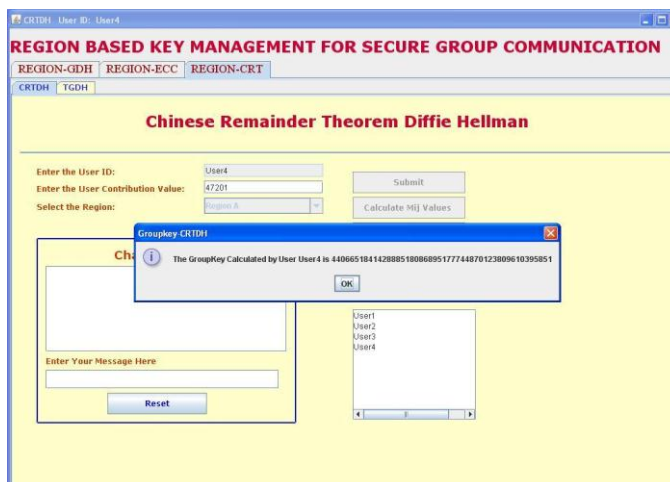 CRTDH User ID: User4
REGION BASED KEY MANAGEMENT FOR SECURE GROUP COMMUNICATION
REGION-GDH REGION-ECC REGION-CRT
CRTDH TGDH
Chinese Remainder Theorem Diffie Hellman
Enter the User ID: User4
Submit
Enter the User Contribution Value: 47201
Select the Region: Region A
Calculate Mij Values
Groupkey-CRTDH
Cha
The GroupKey Calculated by User User4 is 440665184142888518086895177744870123809610395851
OK
User1
User2
User3
User4
Enter Your Message Here
Reset